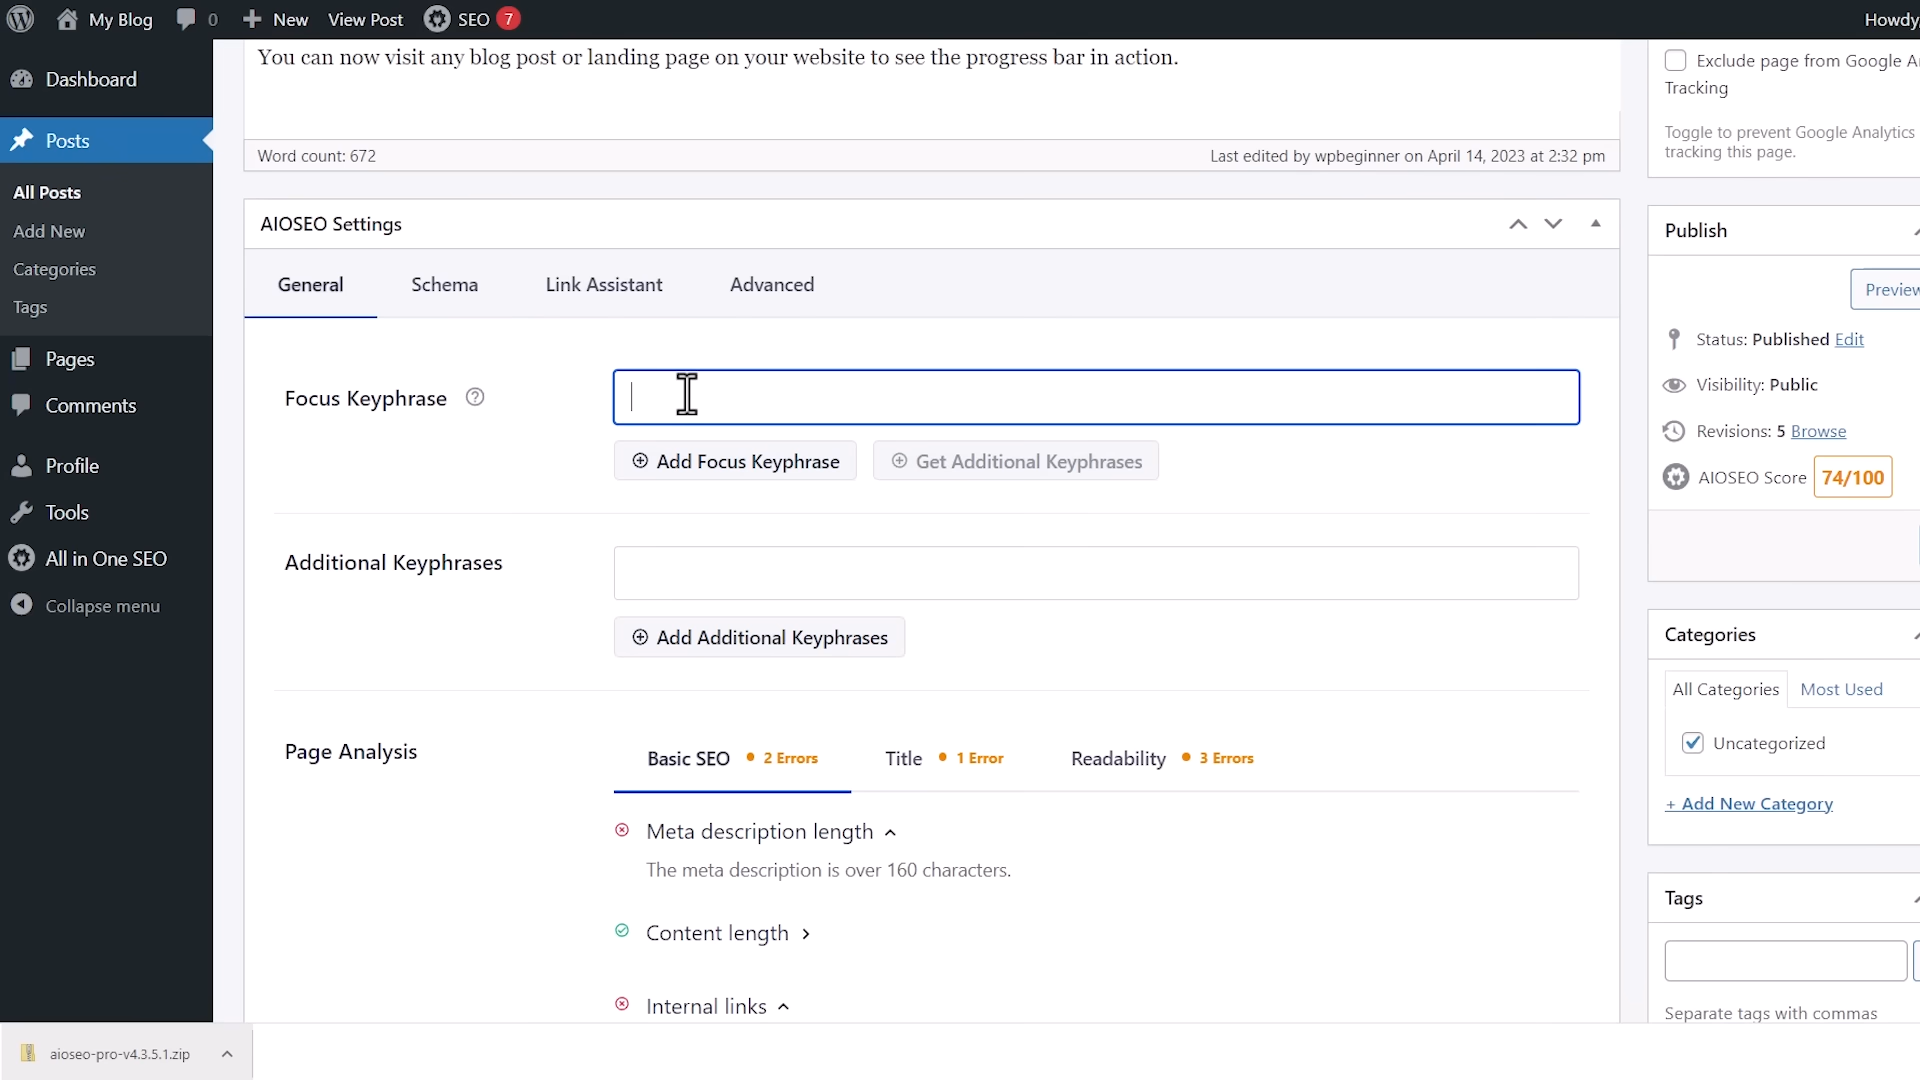 My Blog
0
New
View Post
SEO
7
Howdy,
Dashboard
Posts
All Posts
Add New
Categories
Tags
Pages
Comments
Profile
Tools
All in One SEO
Collapse menu
You can now visit any blog post or landing page on your website to see the progress bar in action.
Word count: 672
Last edited by wpbeginner on April 14, 2023 at 2:32 pm
AIOSEO Settings
General
Schema
Link Assistant
Advanced
Focus Keyphrase
Add Focus Keyphrase
Get Additional Keyphrases
Additional Keyphrases
Add Additional Keyphrases
Page Analysis
Basic SEO
2 Errors
Title
1 Error
Readability
3 Errors
Meta description length
The meta description is over 160 characters.
Content length
Internal links
Exclude page from Google
Tracking
Toggle to prevent Google Analytics
tracking this page.
Publish
Preview
Status: Published Edit
Visibility: Public
Revisions: 5 Browse
AIOSEO Score
74/100
Categories
All Categories
Most Used
Uncategorized
+ Add New Category
Tags
Separate tags with commas
aioseo-pro-v4.3.5.1.zip